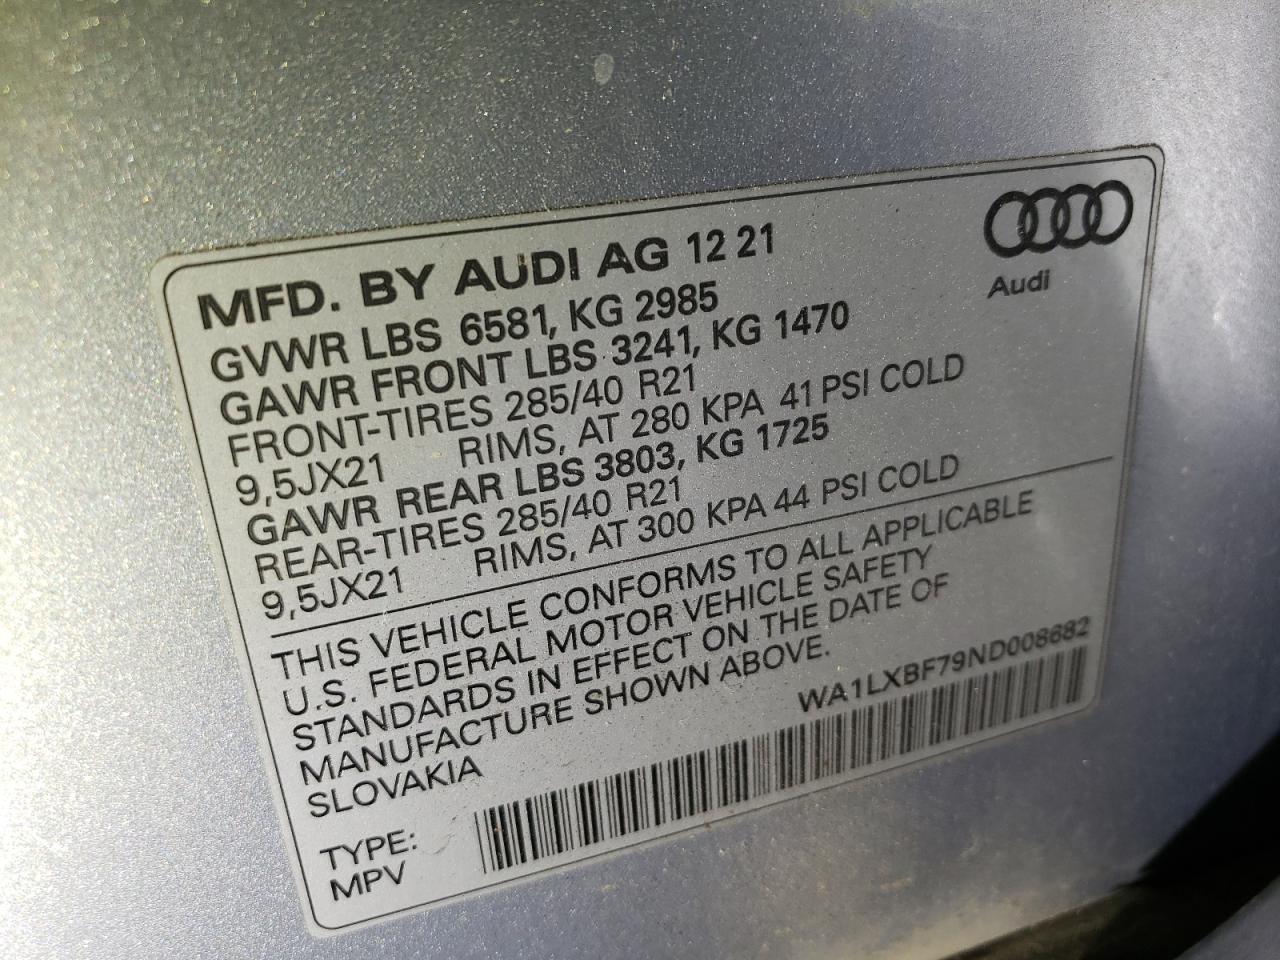 MFD. BY AUDI AG 12 21
Audi
GVWR LBS 6581, KG 2985
GAWR FRONT LBS 3241, KG 1470
FRONT-TIRES 285/40 R21
9,5JX21 RIMS, AT 280 KPA 41 PSI COLD
GAWR REAR LBS 3803, KG 1725
REAR-TIRES 285/40 R21
9,5JX21 RIMS, AT 300 KPA 44 PSI COLD
THIS VEHICLE CONFORMS TO ALL APPLICABLE
U.S. FEDERAL MOTOR VEHICLE SAFETY
STANDARDS IN EFFECT ON THE DATE OF
MANUFACTURE SHOWN ABOVE.
SLOVAKIA
WA1LXBF79ND008682
TYPE:
MPV